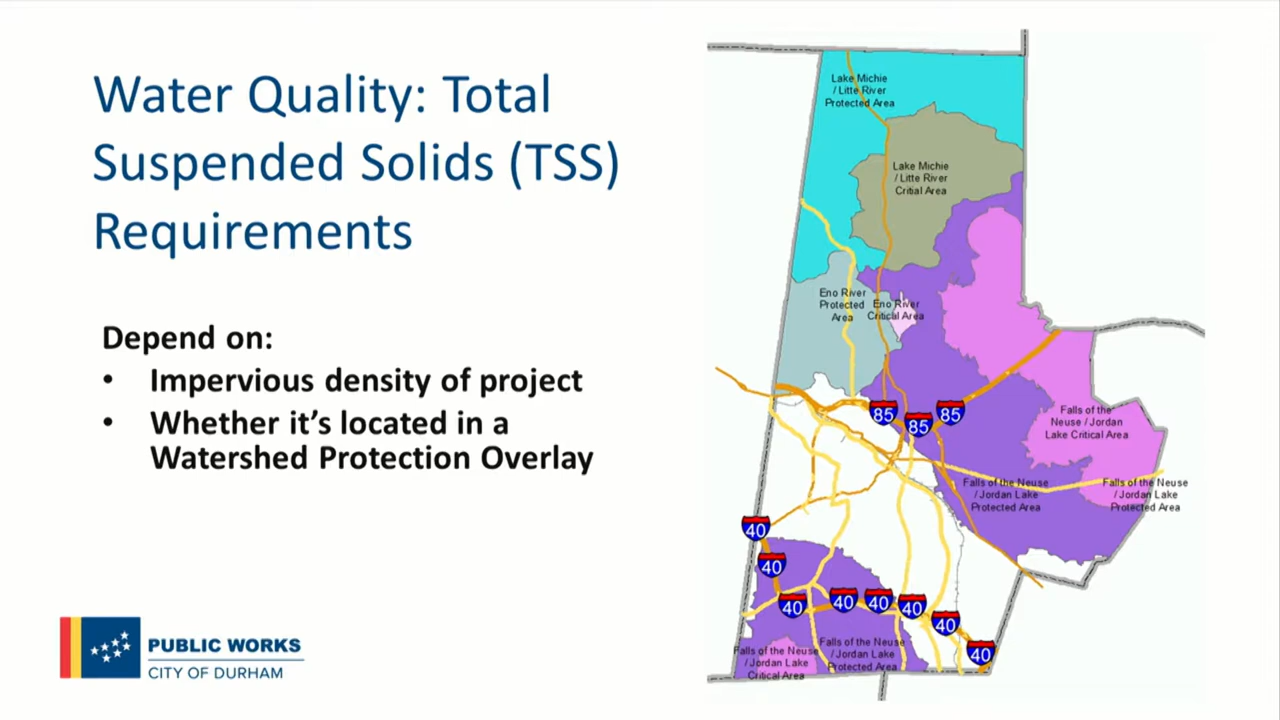 Water Quality: Total
Suspended Solids (TSS)
Requirements
Depend on:
• Impervious density of project
• Whether it's located in a
Watershed Protection Overlay
PUBLIC WORKS
CITY OF DURHAM
Lake Michie
/ Litte River
Protected Area
Lake Michie
/ Litte River
Critial Area
Eno River
Protected
Area
Eno River
Critical Area
85
85
85
Falls of the
Neuse / Jordan
Lake Critical Area
Falls of the Neuse
/ Jordan Lake
Protected Area
Falls of the Neuse
/ Jordan Lake
Protected Area
40
40
40
40
40
40
40
40
Falls of the Neuse
/ Jordan Lake
Critical Area
Falls of the Neuse
/ Jordan Lake
Protected Area